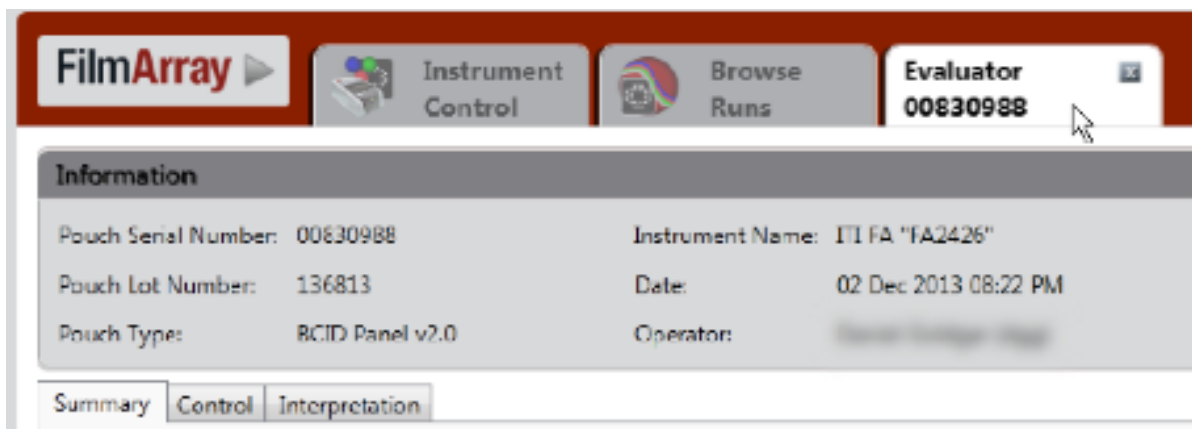 FilmArray
Instrument Control
Browse Runs
Evaluator 00830988
Information
Pouch Serial Number: 00830988 Instrument Name: ITI FA "FA2426"
Pouch Lot Number: 136813 Date: 02 Dec 2013 08:22 PM
Pouch Type: BCID Panel v2.0 Operator:
Summary Control Interpretation